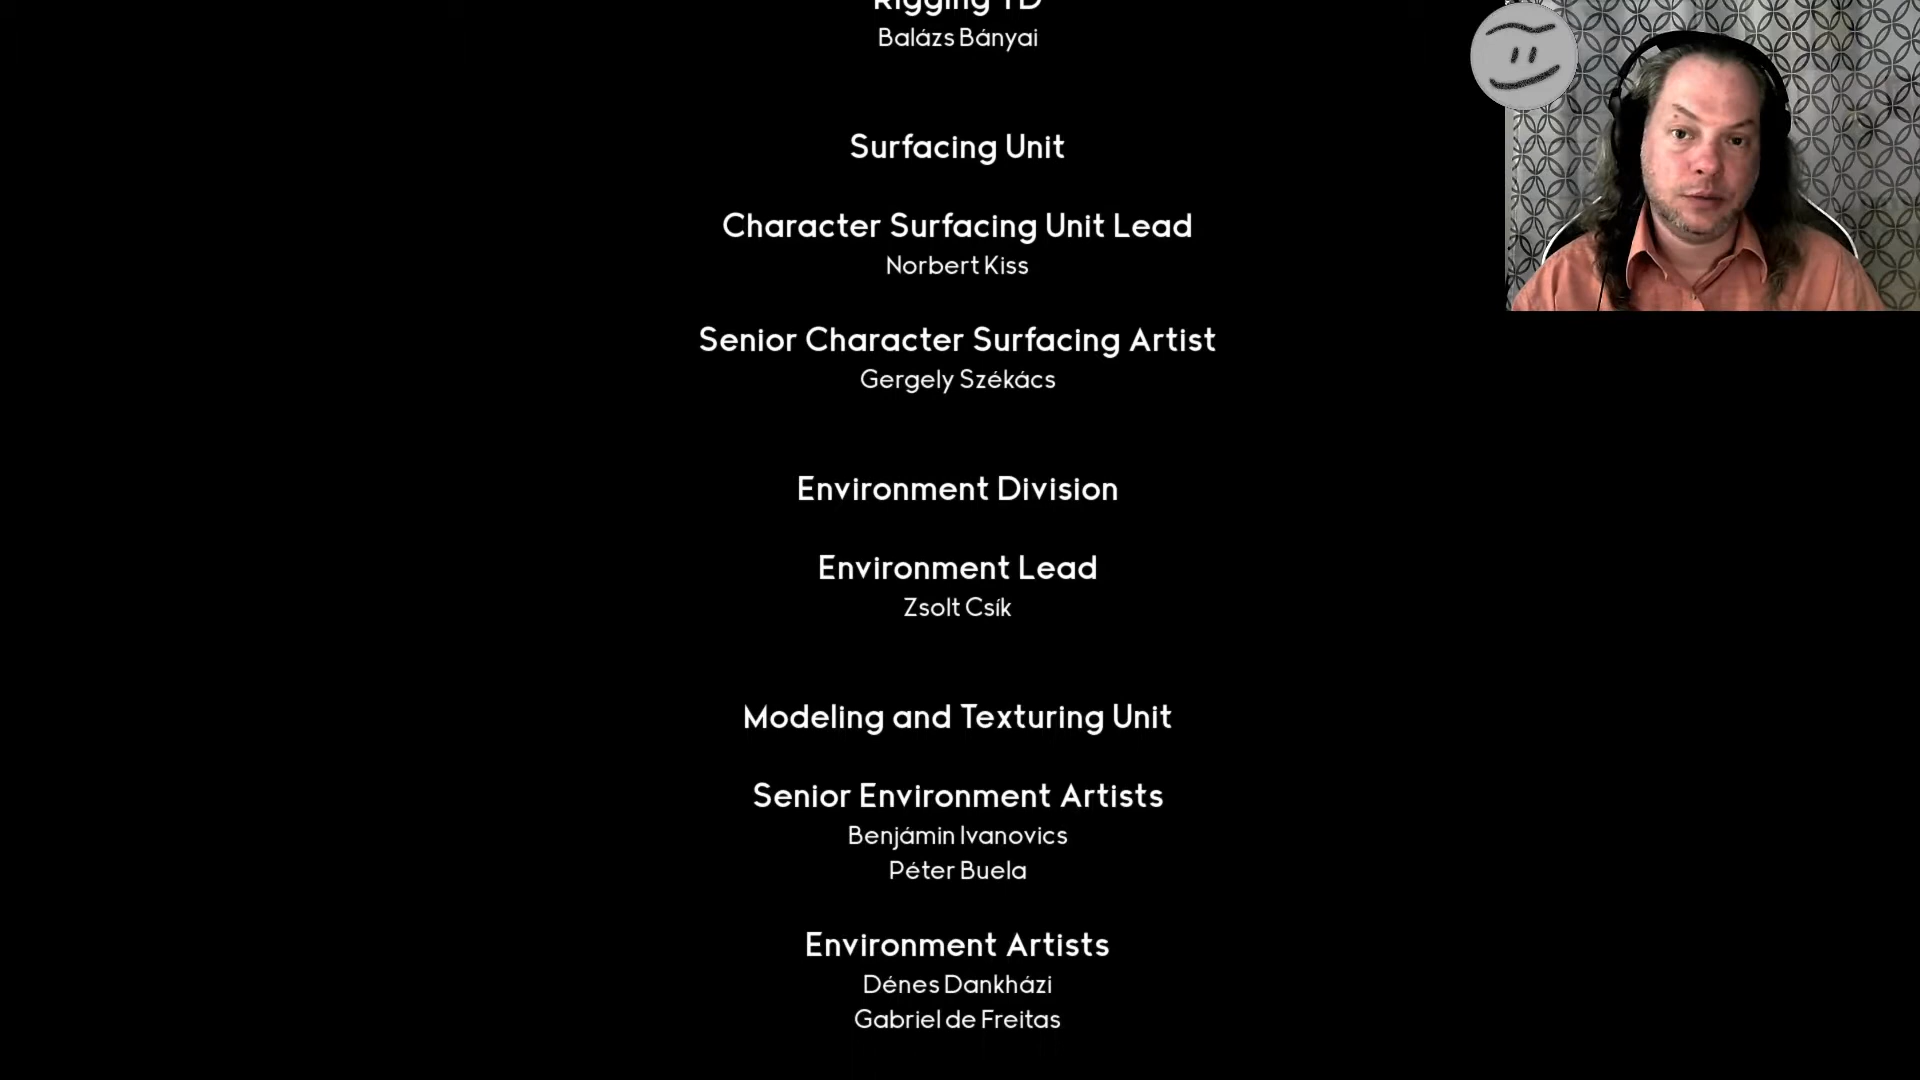 Rigging TD
Balázs Bányai
Surfacing Unit
Character Surfacing Unit Lead
Norbert Kiss
Senior Character Surfacing Artist
Gergely Székács
Environment Division
Environment Lead
Zsolt Csík
Modeling and Texturing Unit
Senior Environment Artists
Benjámin Ivanovics
Péter Buela
Environment Artists
Dénes Dankházi
Gabriel de Freitas